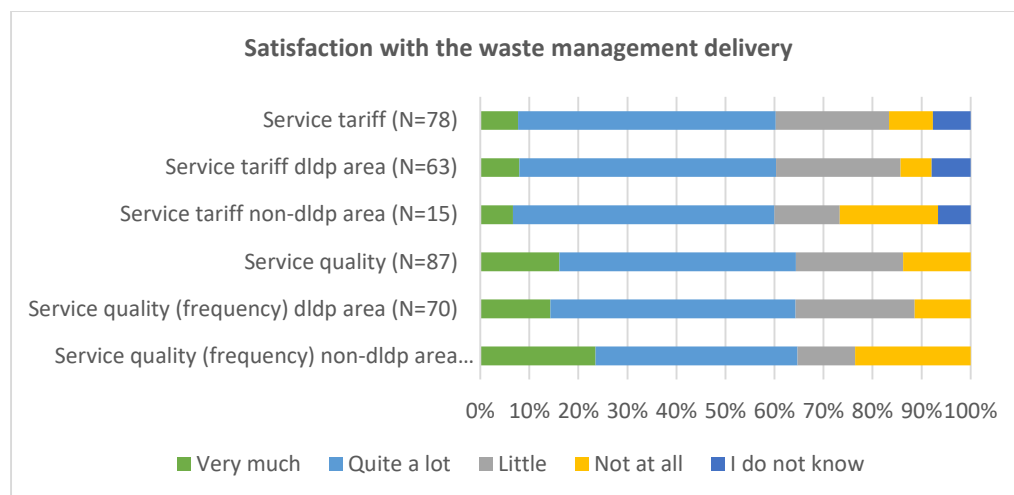 Satisfaction with the waste management delivery
Service tariff (N=78)
Service tariff dldp area (N=63)
Service tariff non-dldp area (N=15)
Service quality (N=87)
Service quality (frequency) dldp area (N=70)
Service quality (frequency) non-dldp area...
0% 10% 20% 30% 40% 50% 60% 70% 80% 90% 100%
Very much Quite a lot Little Not at all I do not know